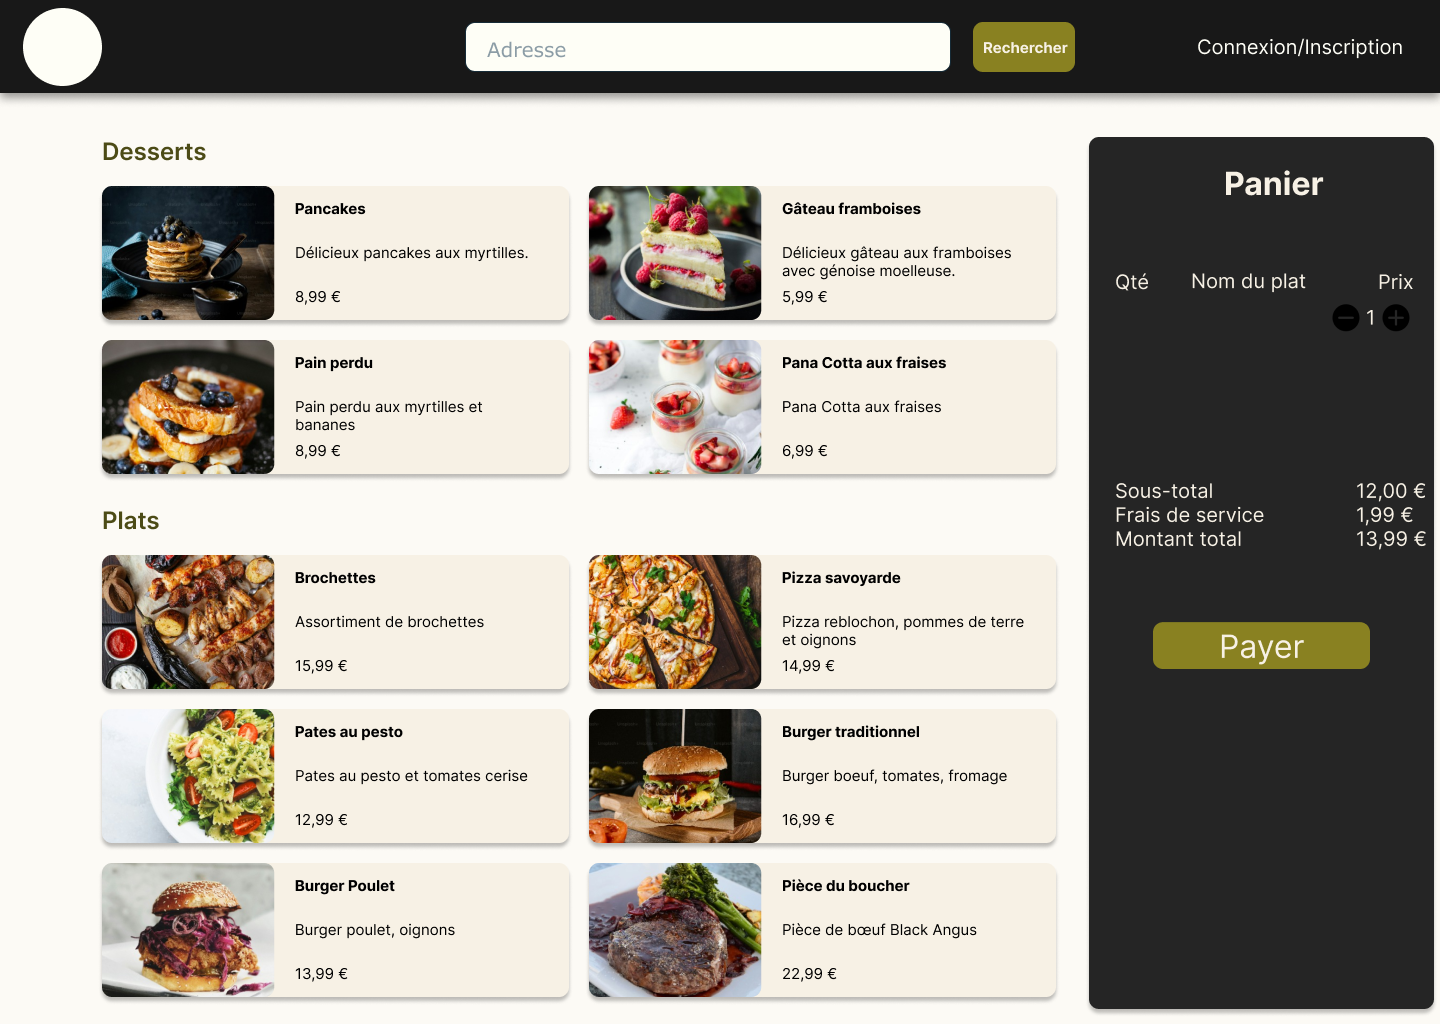 Adresse
Rechercher
Connexion/Inscription
Desserts
Pancakes
Délicieux pancakes aux myrtilles.
8,99 €
Gâteau framboises
Délicieux gâteau aux framboises
avec génoise moelleuse.
5,99 €
Pain perdu
Pain perdu aux myrtilles et
bananes
8,99 €
Pana Cotta aux fraises
Pana Cotta aux fraises
6,99 €
Plats
Brochettes
Assortiment de brochettes
15,99 €
Pizza savoyarde
Pizza reblochon, pommes de terre
et oignons
14,99 €
Pates au pesto
Pates au pesto et tomates cerise
12,99 €
Burger traditionnel
Burger boeuf, tomates, fromage
16,99 €
Burger Poulet
Burger poulet, oignons
13,99 €
Pièce du boucher
Pièce de bœuf Black Angus
22,99 €
Panier
Qté Nom du plat Prix
1
Sous-total 12,00 €
Frais de service 1,99 €
Montant total 13,99 €
Payer